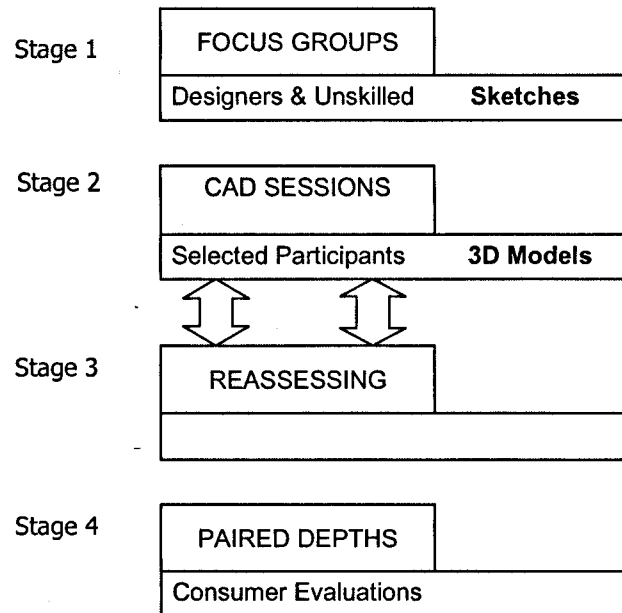 Stage 1
FOCUS GROUPS
Designers & Unskilled Sketches
Stage 2
CAD SESSIONS
Selected Participants 3D Models
Stage 3
REASSESSING
Stage 4
PAIRED DEPTHS
Consumer Evaluations